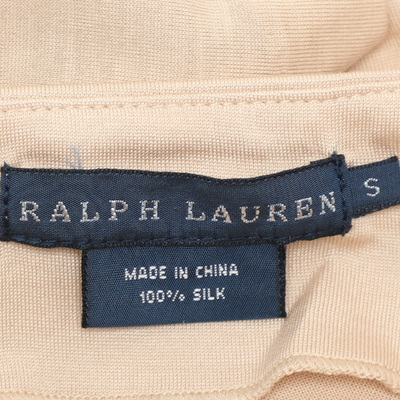 RALPH LAUREN S
MADE IN CHINA
100% SILK